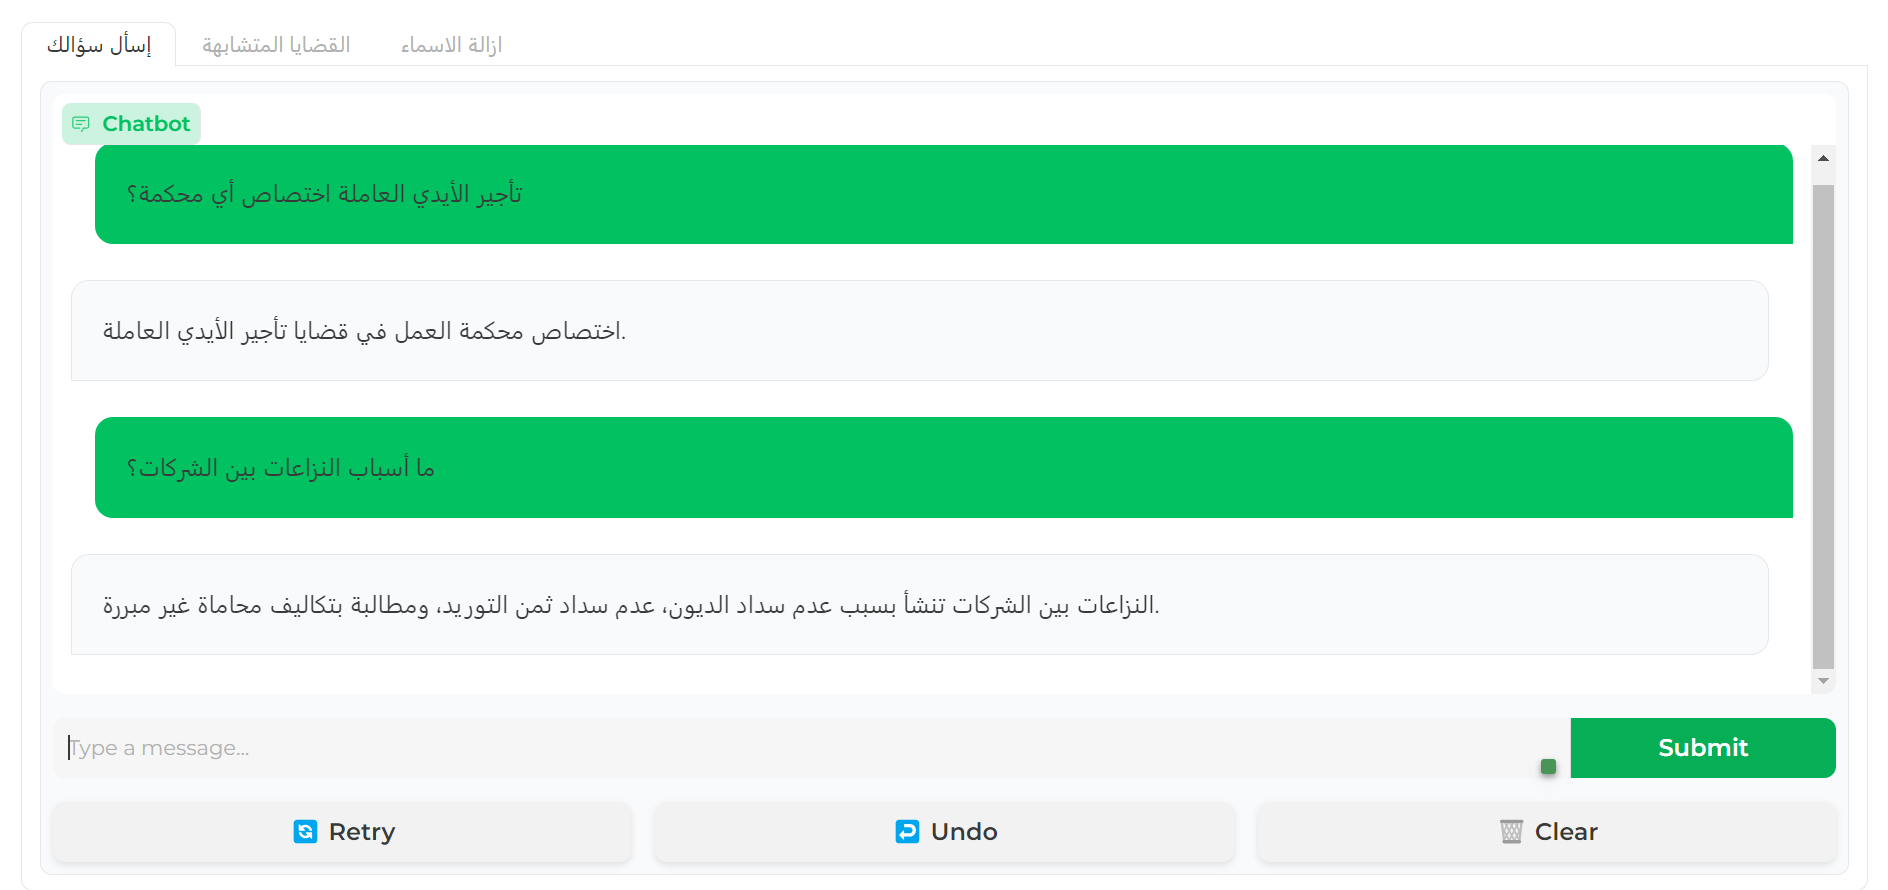 إسأل سؤالك
القضايا المتشابهة
ازالة الاسماء
Chatbot
تأجير الأيدي العاملة اختصاص أي محكمة؟
اختصاص محكمة العمل في قضايا تأجير الأيدي العاملة.
ما أسباب النزاعات بين الشركات؟
النزاعات بين الشركات تنشأ بسبب عدم سداد الديون، عدم سداد ثمن التوريد، ومطالبة بتكاليف محاماة غير مبررة.
Type a message...
Submit
Retry
Undo
Clear